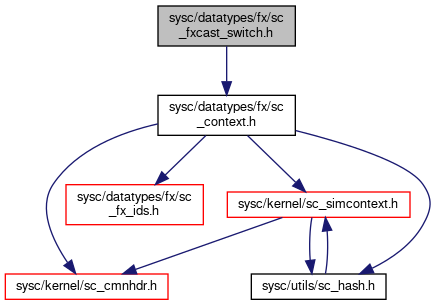 sysc/datatypes/fx/sc
_fxcast_switch.h
sysc/datatypes/fx/sc
_context.h
sysc/datatypes/fx/sc
_fx_ids.h
sysc/kernel/sc_simcontext.h
sysc/kernel/sc_cmnhdr.h
sysc/utils/sc_hash.h